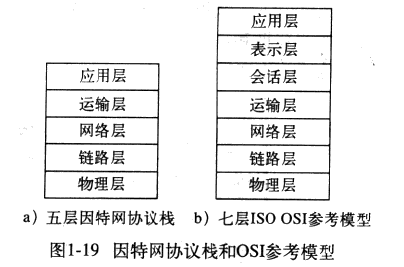 应用层
运输层
网络层
链路层
物理层
应用层
表示层
会话层
运输层
网络层
链路层
物理层
a）五层因特网协议栈 b）七层ISO OSI参考模型
图1-19 因特网协议栈和OSI参考模型